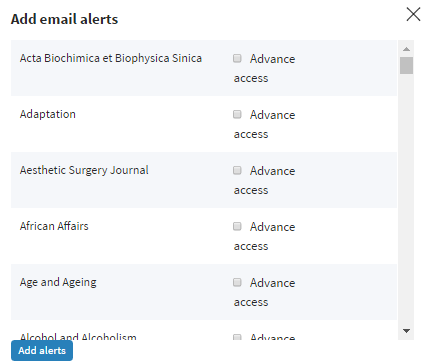 Add email alerts
Acta Biochimica et Biophysica Sinica
Advance
access
Adaptation
Advance
access
Aesthetic Surgery Journal
Advance
access
African Affairs
Advance
access
Age and Ageing
Advance
access
Alcohol and Alcoholism
Advance
Add alerts